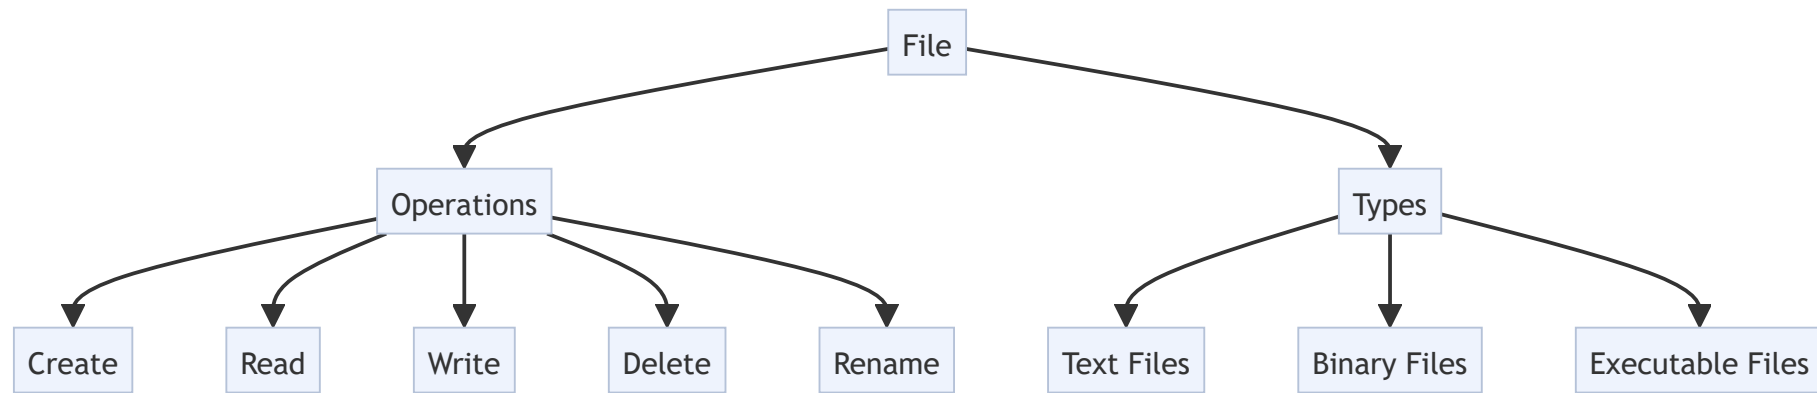 File
Operations
Types
Create
Read
Write
Delete
Rename
Text Files
Binary Files
Executable Files